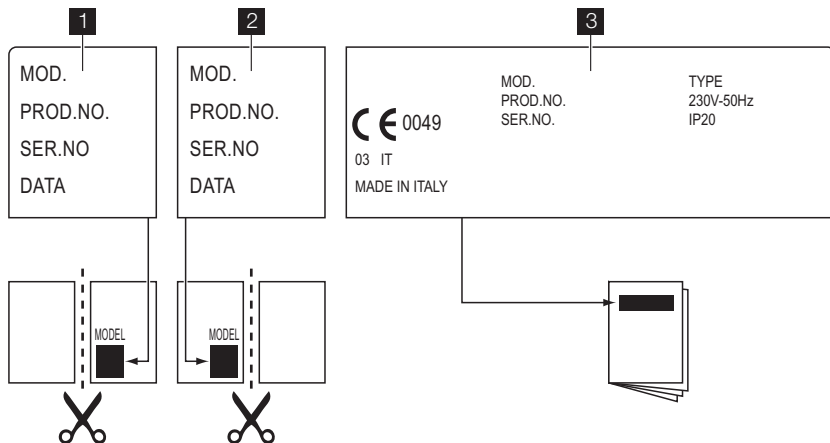 1
2
3
MOD.
PROD.NO.
SER.NO
DATA
MOD.
PROD.NO.
SER.NO
DATA
MOD.
PROD.NO.
SER.NO.
TYPE
230V-50Hz
IP20
CE 0049
03 IT
MADE IN ITALY
MODEL
MODEL